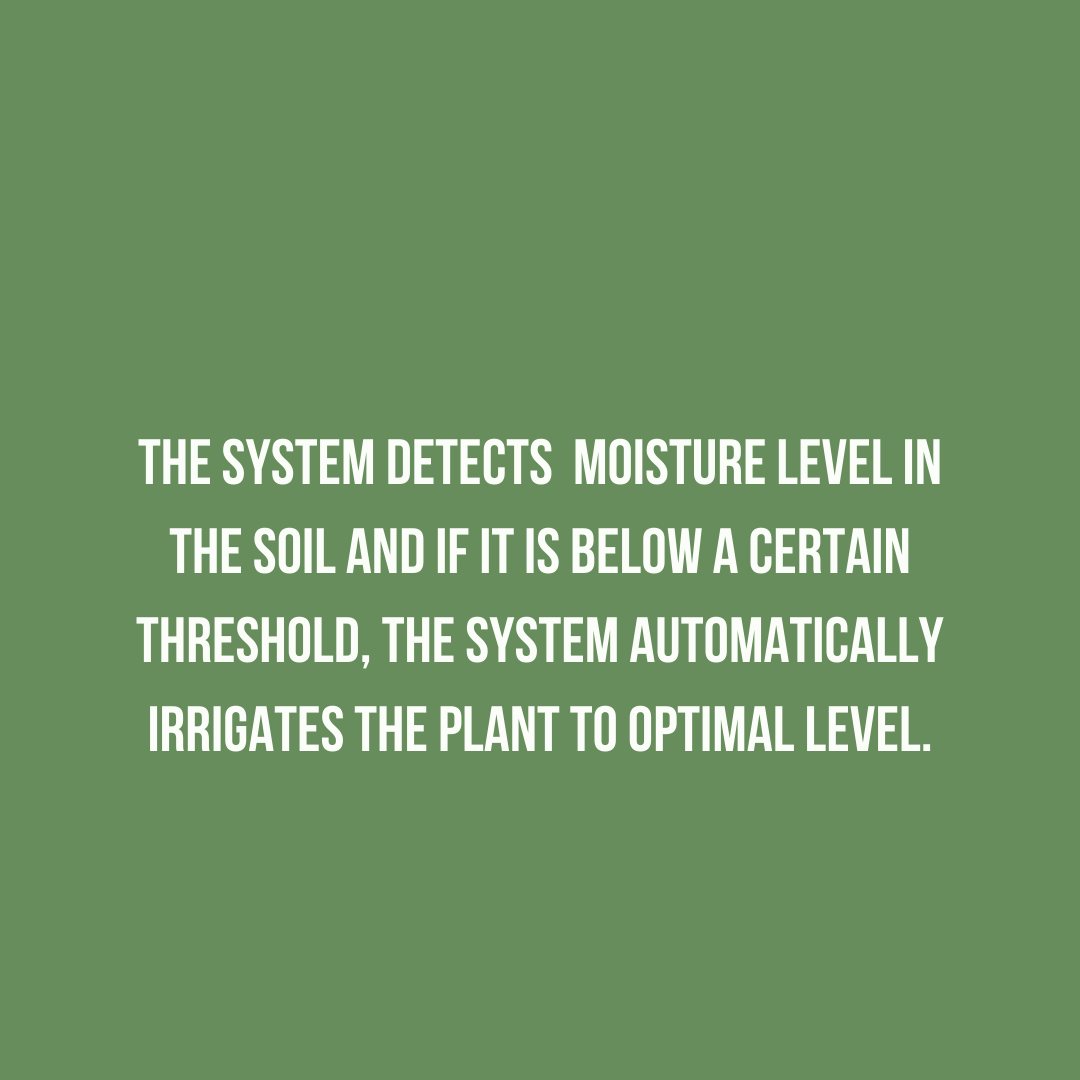 THE SYSTEM DETECTS  MOISTURE LEVEL IN
THE SOIL AND IF IT IS BELOW A CERTAIN
THRESHOLD, THE SYSTEM AUTOMATICALLY
IRRIGATES THE PLANT TO OPTIMAL LEVEL.